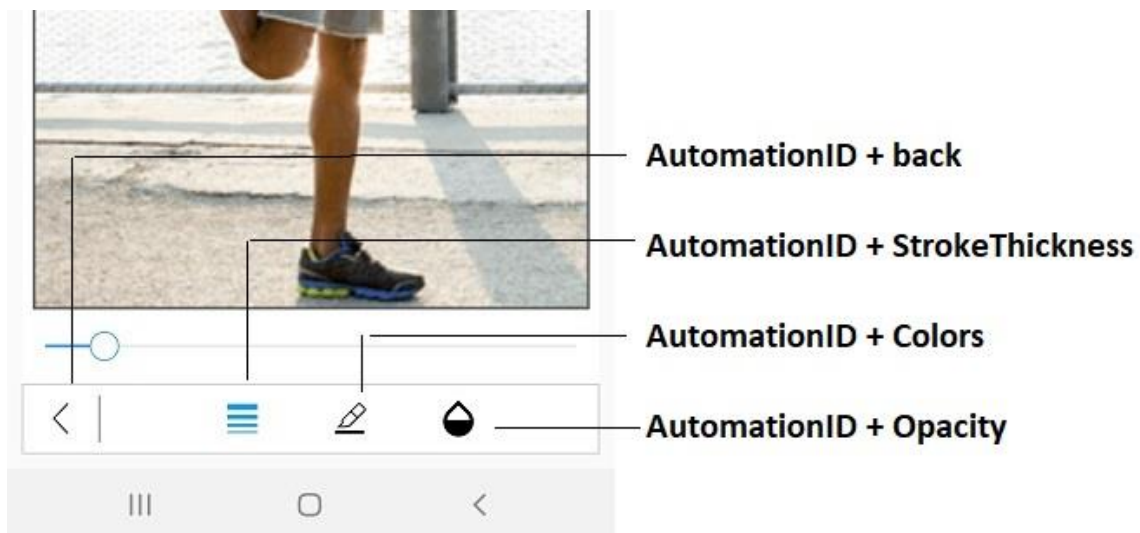 AutomationID + back
AutomationID + StrokeThickness
AutomationID + Colors
AutomationID + Opacity